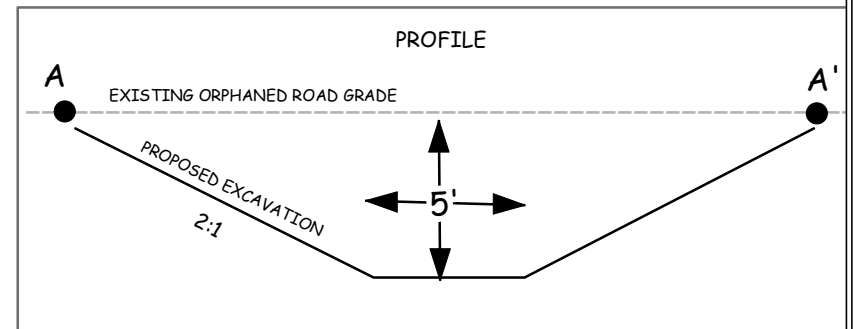 PROFILE
A
A'
EXISTING ORPHANED ROAD GRADE
PROPOSED EXCAVATION
2:1
5'